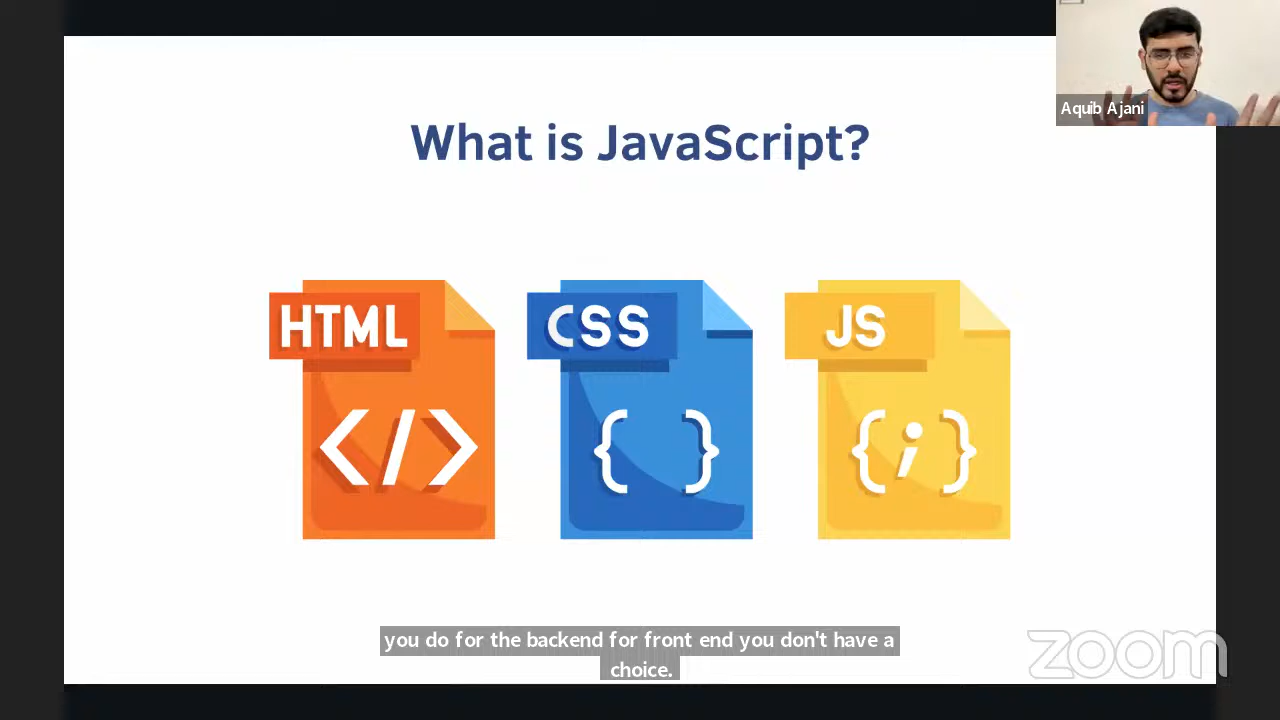 Aquib Ajani
What is JavaScript?
HTML
CSS
JS
</>
{ }
{;}
you do for the backend for front end you don't have a
choice.
zoom